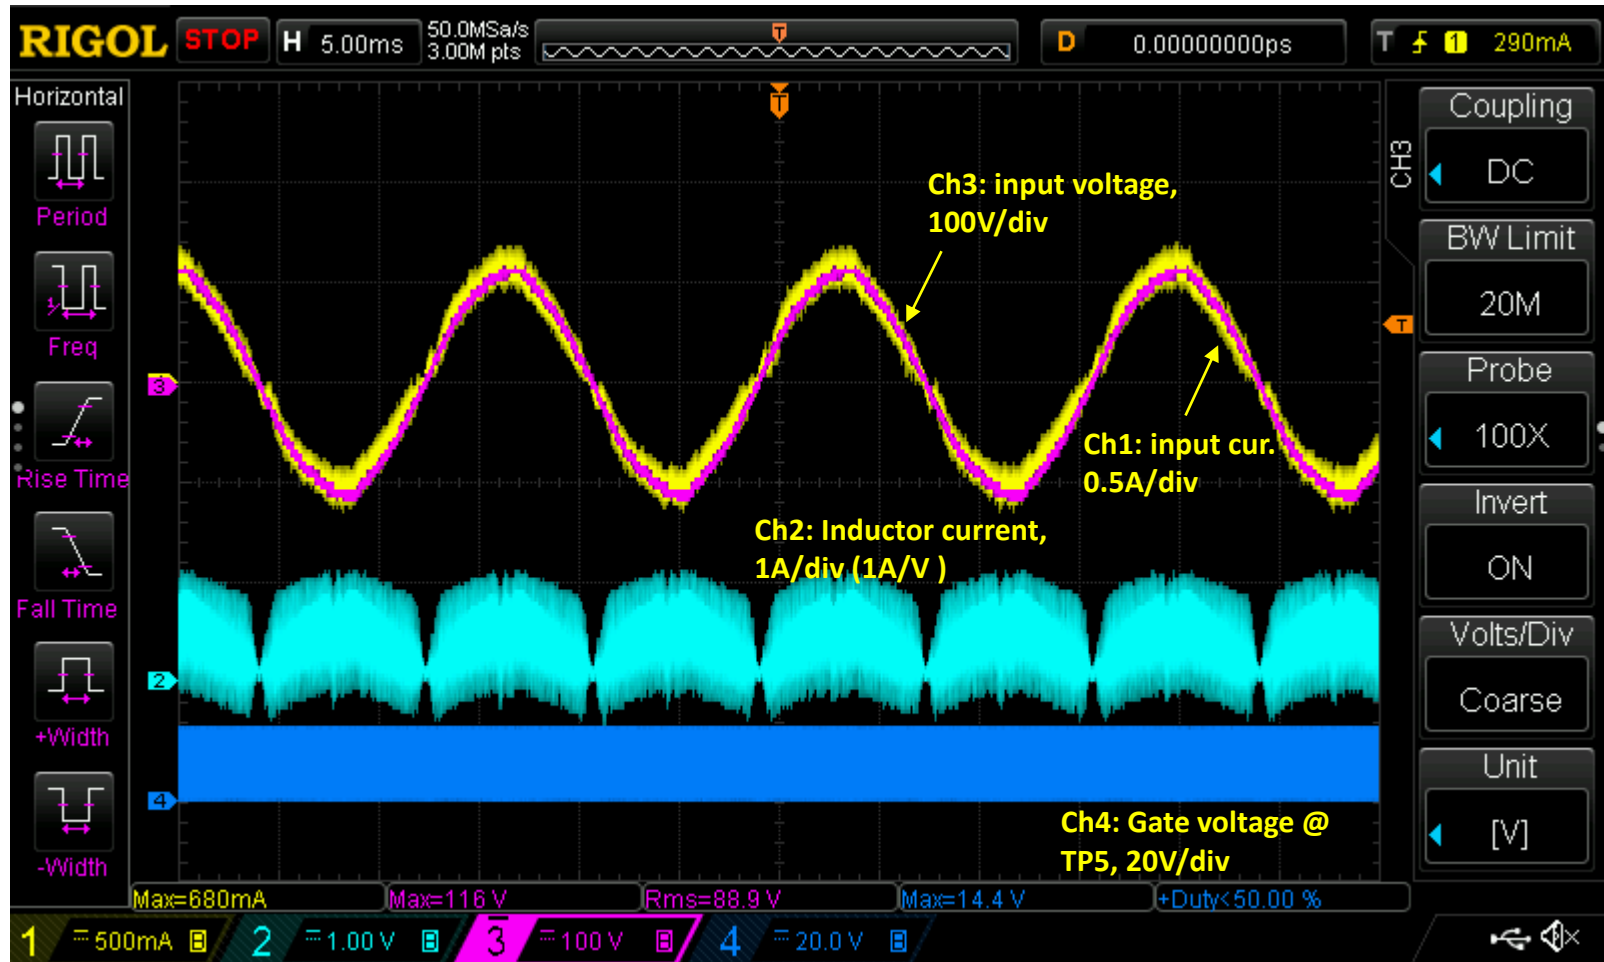 RIGOL STOP H 5.00ms 50.0MSa/s D 0.00000000ps T 1 290mA
3.00M pts
Horizontal
Period
Freq
Rise Time
Fall Time
+Width
-Width
T
Ch3: input voltage,
100V/div
T
3
Ch1: input cur.
0.5A/div
Ch2: Inductor current,
1A/div (1A/V )
2
4
Ch4: Gate voltage @
TP5, 20V/div
CH3
Coupling
DC
BW Limit
20M
Probe
100X
Invert
ON
Volts/Div
Coarse
Unit
[V]
Max=680mA Max=116 V Rms=88.9 V Max=14.4 V +Duty<50.00 %
1 500mA B 2 1.00 V B 3 100 V B 4 20.0 V B